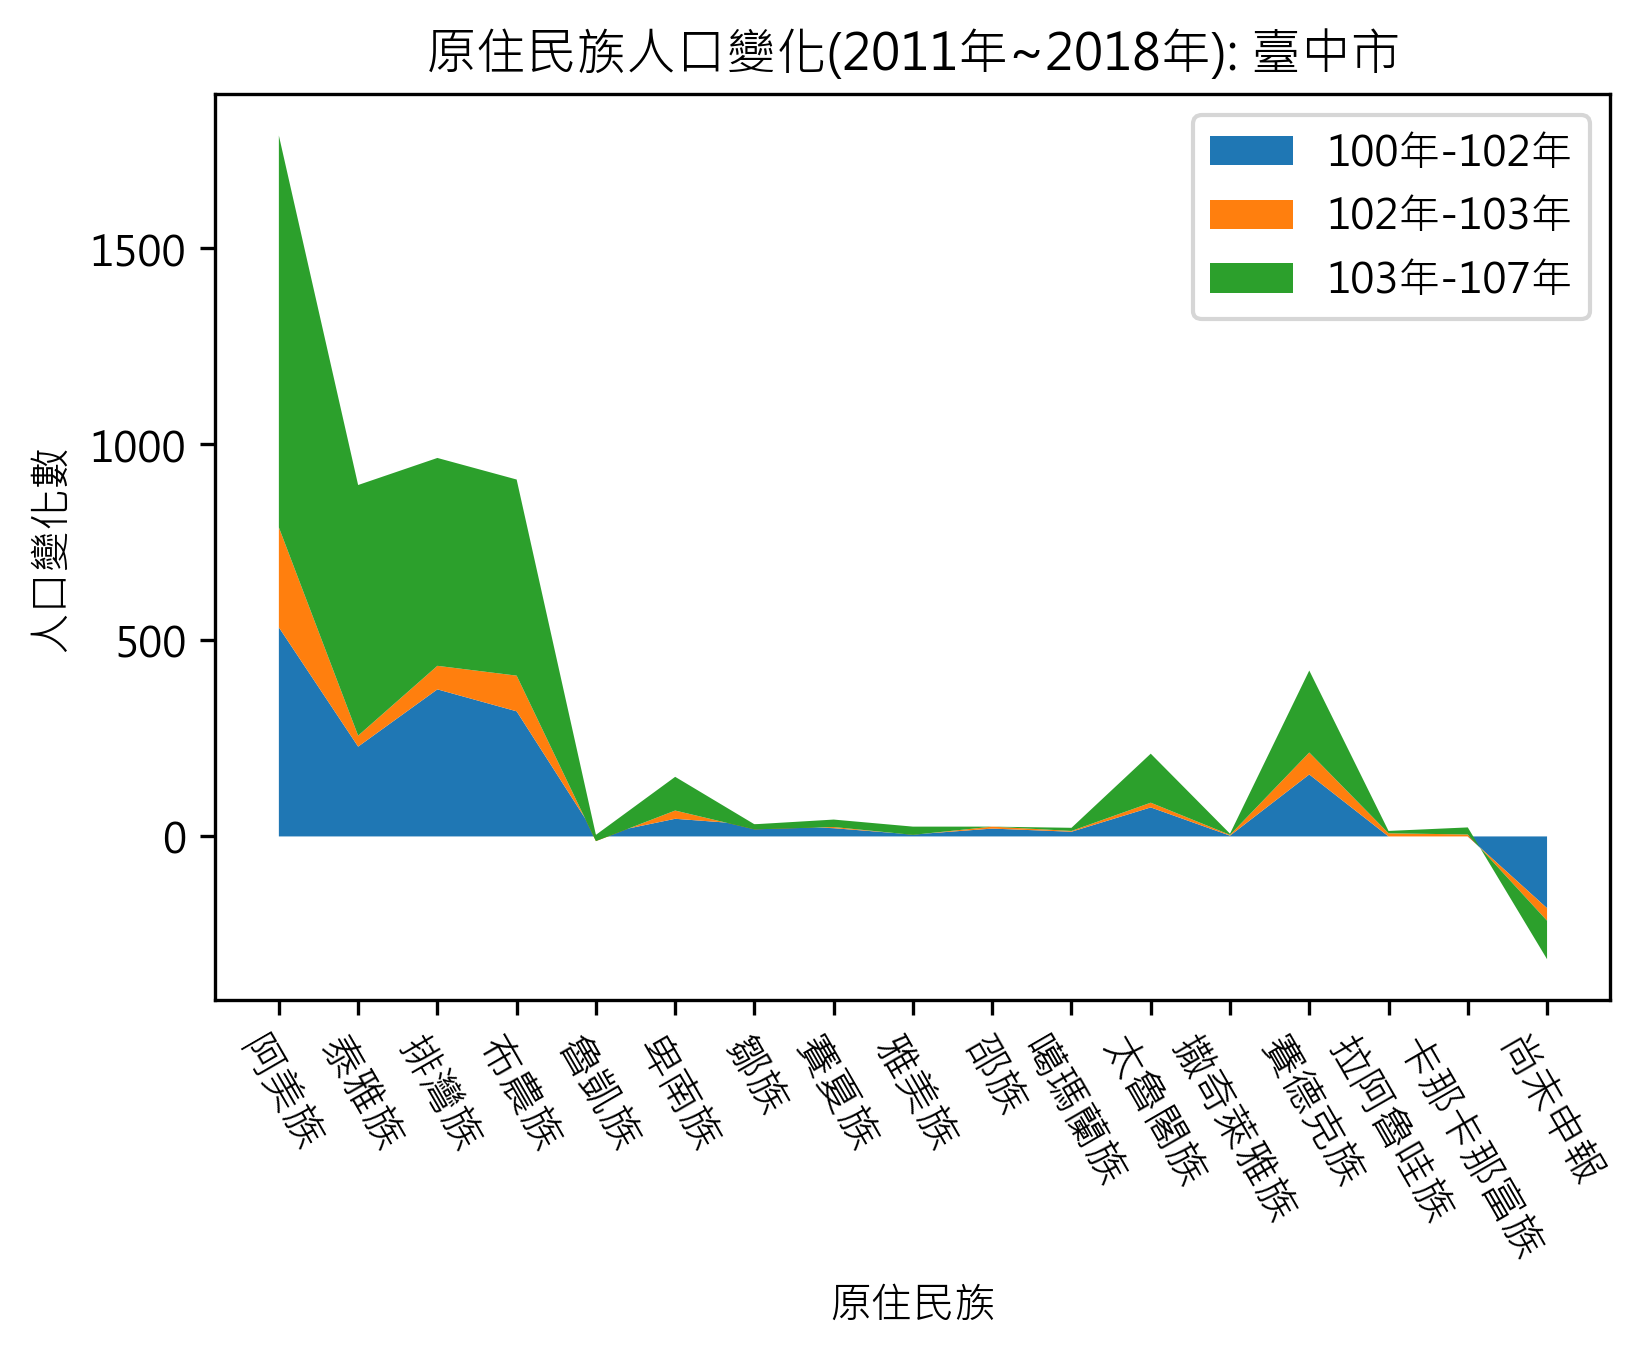 原住民族人口變化(2011年~2018年): 臺中市
100年-102年
102年-103年
103年-107年
人口變化數
1500
1000
500
0
阿美族
泰雅族
排灣族
布農族
魯凱族
卑南族
鄒族
賽夏族
雅美族
邵族
噶瑪蘭族
太魯閣族
撒奇萊雅族
賽德克族
拉阿魯哇族
卡那卡那富族
尚未申報
原住民族